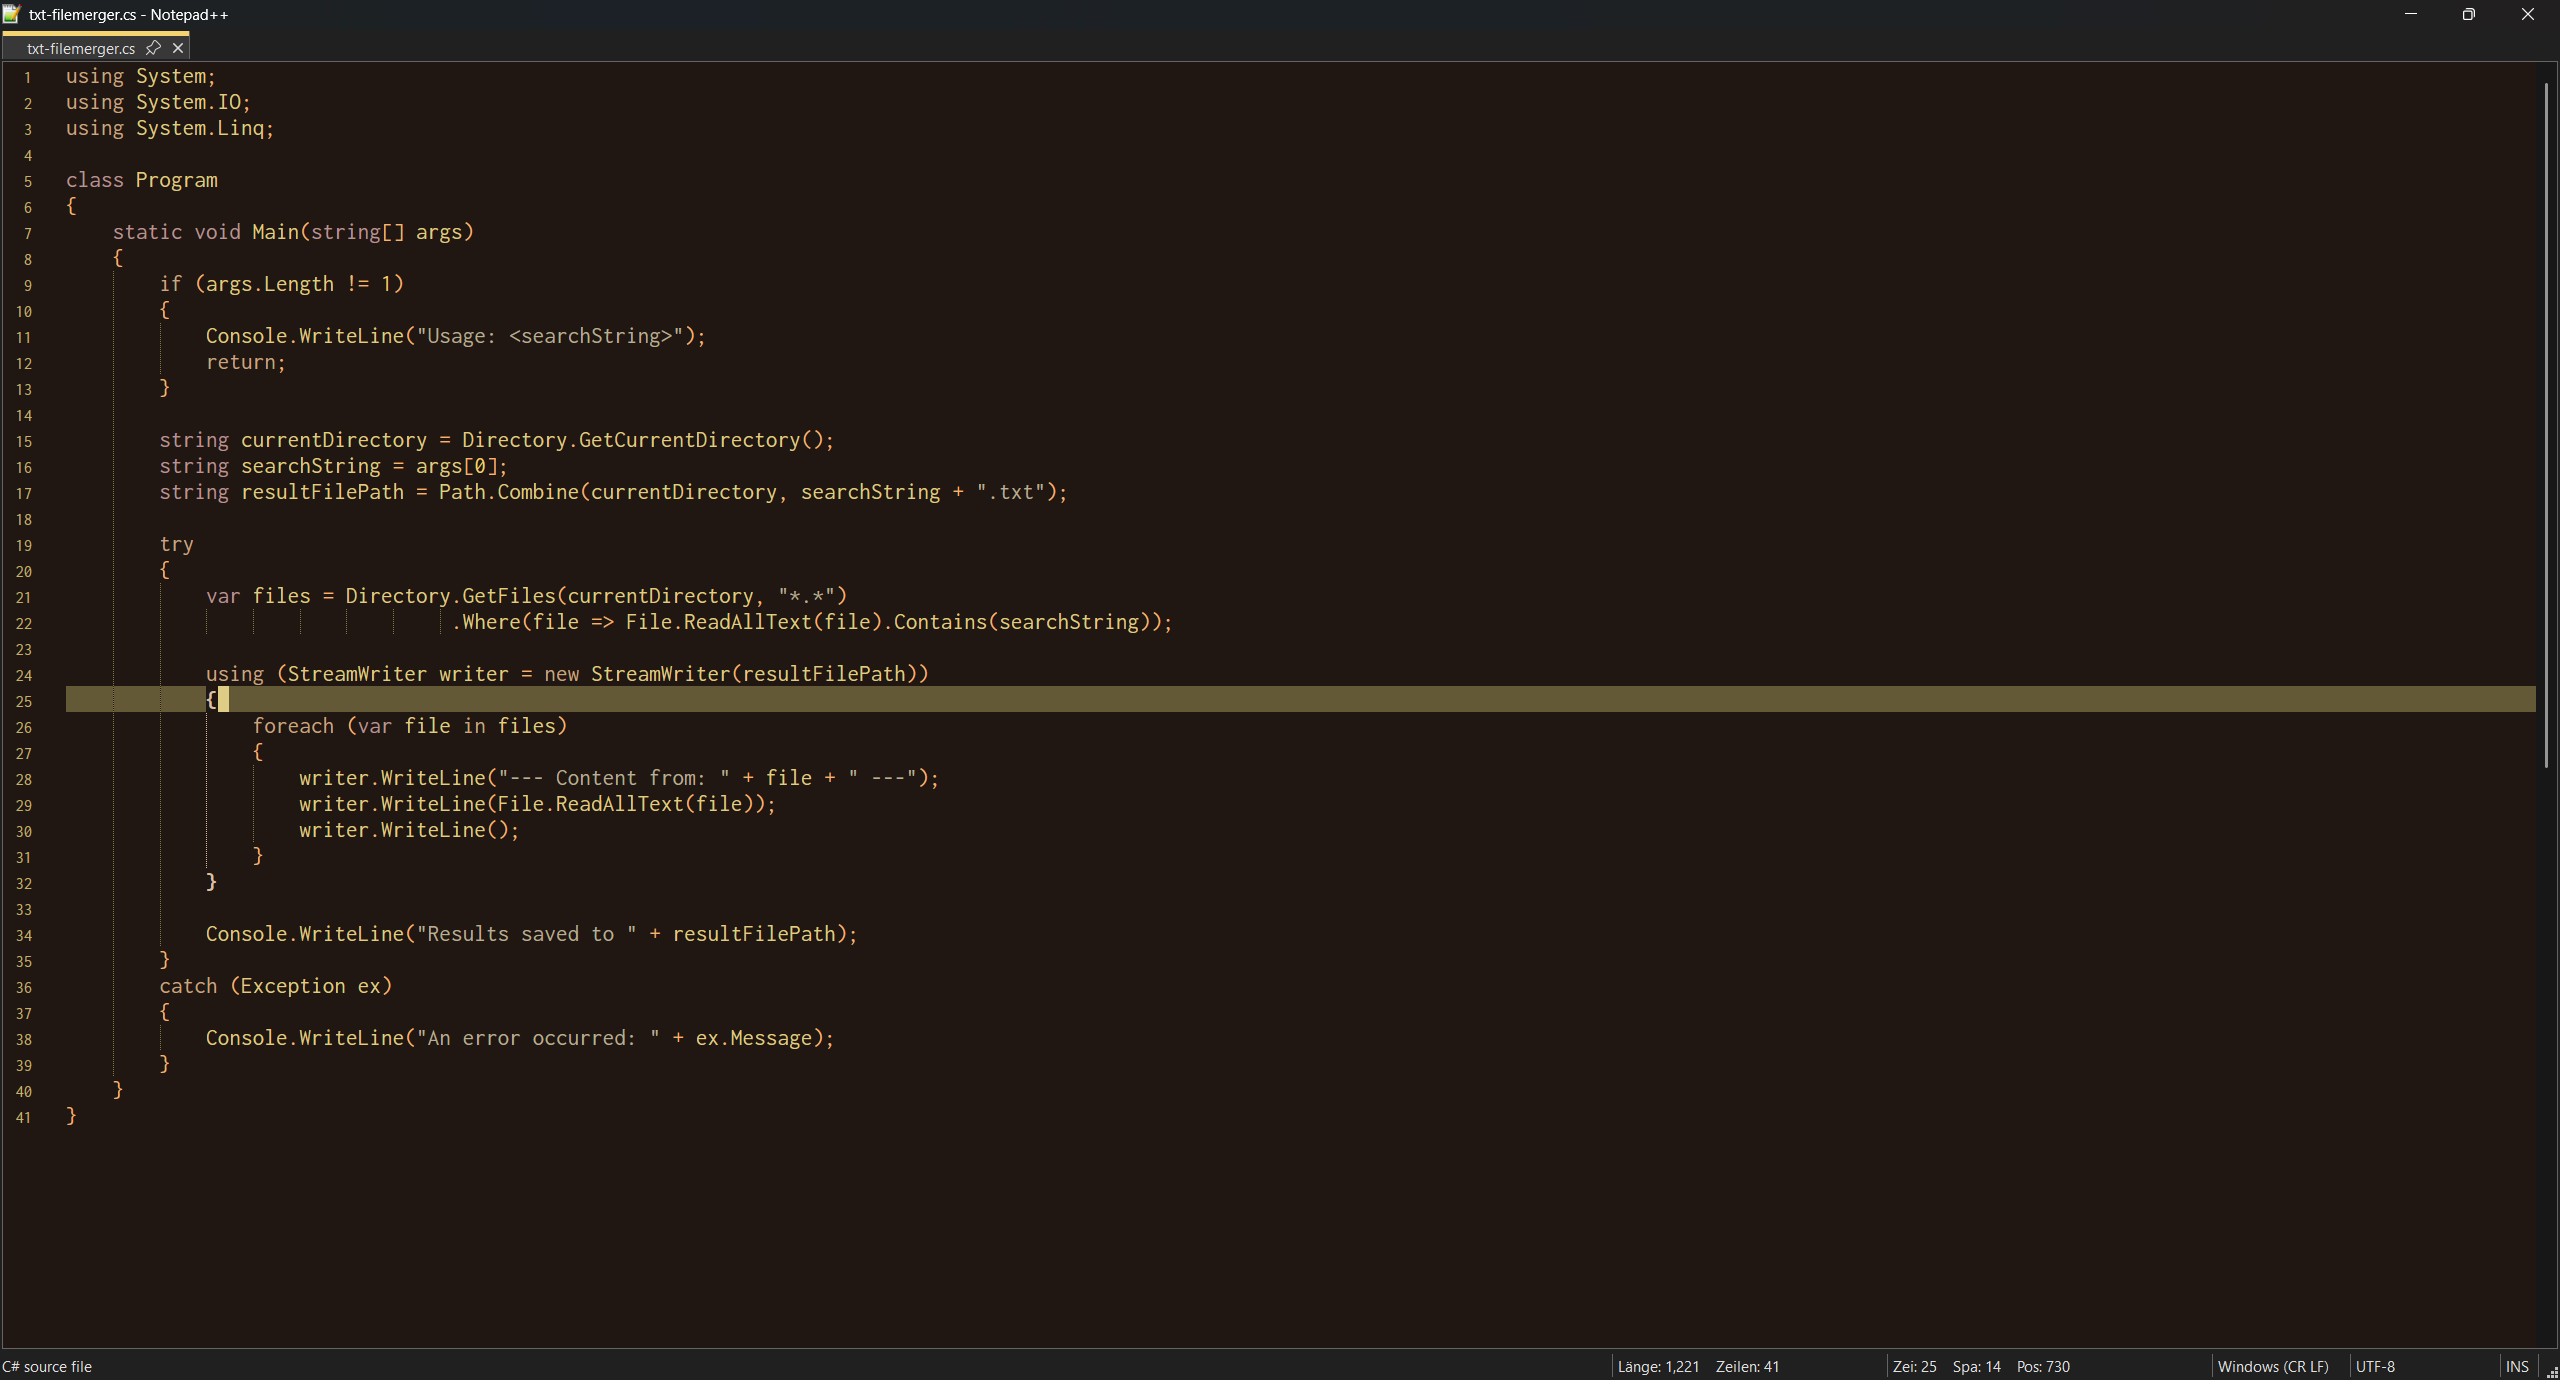 txt-filemerger.cs - Notepad++
txt-filemerger.cs
1 using System;
2 using System.IO;
3 using System.Linq;
4
5 class Program
6 {
7     static void Main(string[] args)
8     {
9         if (args.Length != 1)
10         {
11             Console.WriteLine("Usage: <searchString>");
12             return;
13         }
14
15         string currentDirectory = Directory.GetCurrentDirectory();
16         string searchString = args[0];
17         string resultFilePath = Path.Combine(currentDirectory, searchString + ".txt");
18
19         try
20         {
21             var files = Directory.GetFiles(currentDirectory, "*.*")
22                                  .Where(file => File.ReadAllText(file).Contains(searchString));
23
24             using (StreamWriter writer = new StreamWriter(resultFilePath))
25             {
26                 foreach (var file in files)
27                 {
28                     writer.WriteLine("--- Content from: " + file + " ---");
29                     writer.WriteLine(File.ReadAllText(file));
30                     writer.WriteLine();
31                 }
32             }
33
34             Console.WriteLine("Results saved to " + resultFilePath);
35         }
36         catch (Exception ex)
37         {
38             Console.WriteLine("An error occurred: " + ex.Message);
39         }
40     }
41 }
C# source file Länge: 1,221 Zeilen: 41 Zei: 25 Spa: 14 Pos: 730 Windows (CR LF) UTF-8 INS